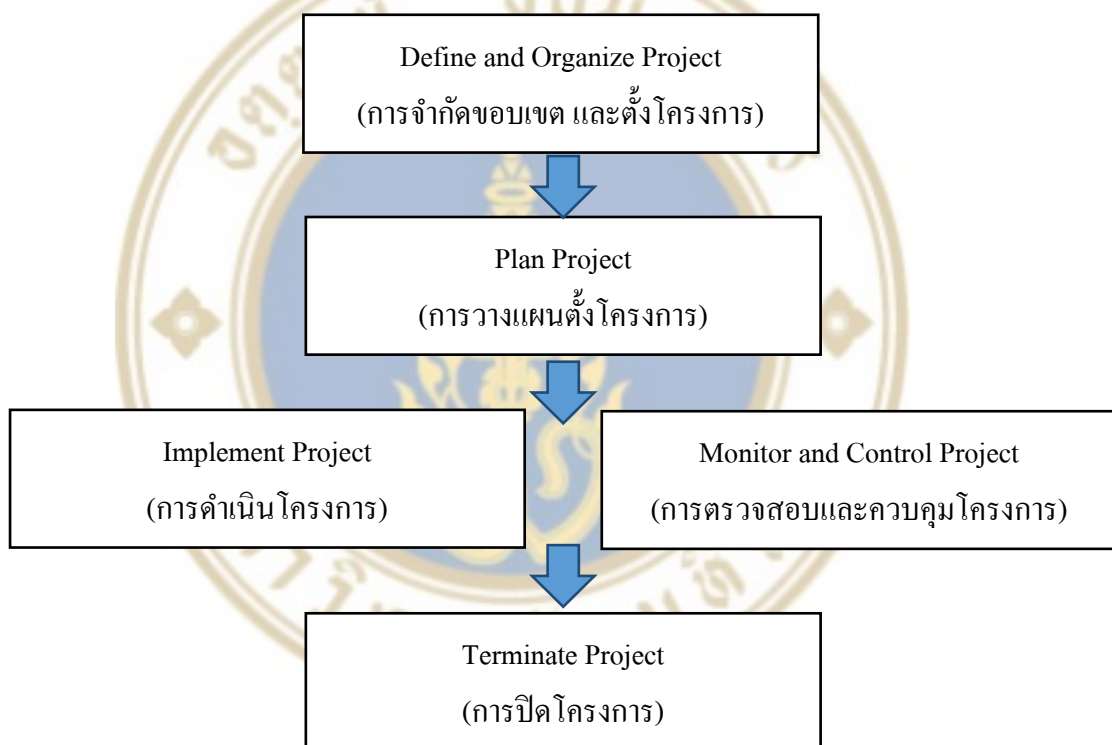 Define and Organize Project
(การจำกัดขอบเขต และตั้งโครงการ)
Plan Project
(การวางแผนตั้งโครงการ)
Implement Project
(การดำเนินโครงการ)
Monitor and Control Project
(การตรวจสอบและควบคุมโครงการ)
Terminate Project
(การปิดโครงการ)